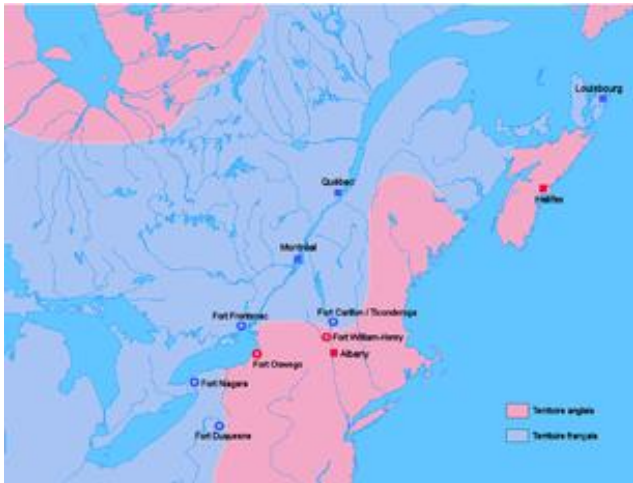 Louisbourg
Québec
Halifax
Montréal
Fort Frontenac
Fort Carillon / Ticonderoga
Fort William-Henry
Fort Oswego
Albany
Fort Niagara
Territoire anglais
Fort Duquesne
Territoire français